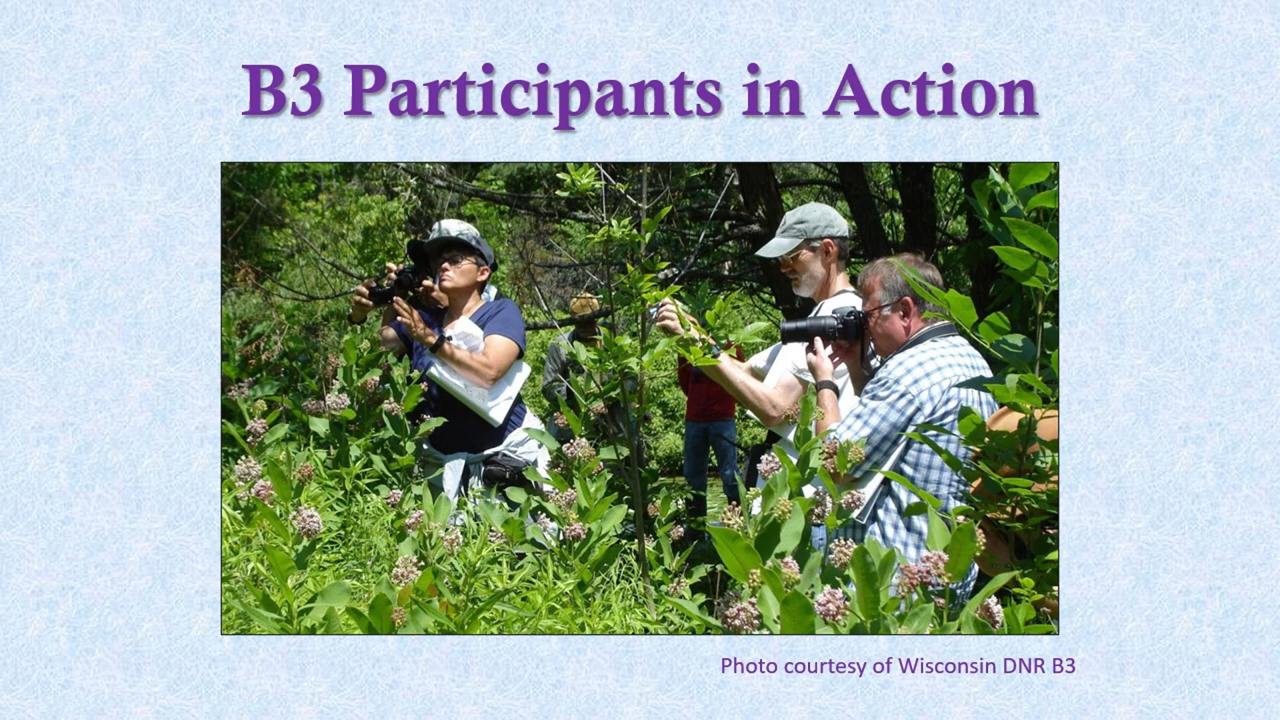 B3 Participants in Action
Photo courtesy of Wisconsin DNR B3